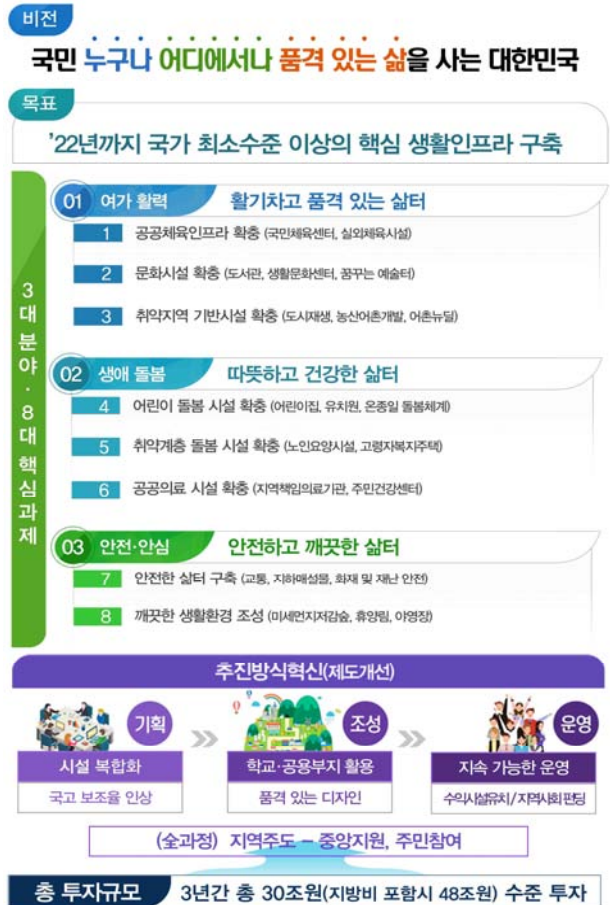 비전
국민 누구나 어디에서나 품격 있는 삶을 사는 대한민국
목표
'22년까지 국가 최소수준 이상의 핵심 생활인프라 구축
3대 분야·8대 핵심과제
01 여가 활력 활기차고 품격 있는 삶터
1 공공체육인프라 확충 (국민체육센터, 실외체육시설)
2 문화시설 확충 (도서관, 생활문화센터, 꿈꾸는 예술터)
3 취약지역 기반시설 확충 (도시재생, 농산어촌개발, 어촌뉴딜)
02 생애 돌봄 따뜻하고 건강한 삶터
4 어린이 돌봄 시설 확충 (어린이집, 유치원, 온종일 돌봄체계)
5 취약계층 돌봄 시설 확충 (노인요양시설, 고령자복지주택)
6 공공의료 시설 확충 (지역책임의료기관, 주민건강센터)
03 안전·안심 안전하고 깨끗한 삶터
7 안전한 삶터 구축 (교통, 지하매설물, 화재 및 재난 안전)
8 깨끗한 생활환경 조성 (미세먼지저감숲, 휴양림, 야영장)
추진방식혁신(제도개선)
기획 조성 운영
시설 복합화 학교·공용부지 활용 지속 가능한 운영
국고 보조율 인상 품격 있는 디자인 수익시설유치/지역사회 펀딩
(全과정) 지역주도 – 중앙지원, 주민참여
총 투자규모 3년간 총 30조원(지방비 포함시 48조원) 수준 투자